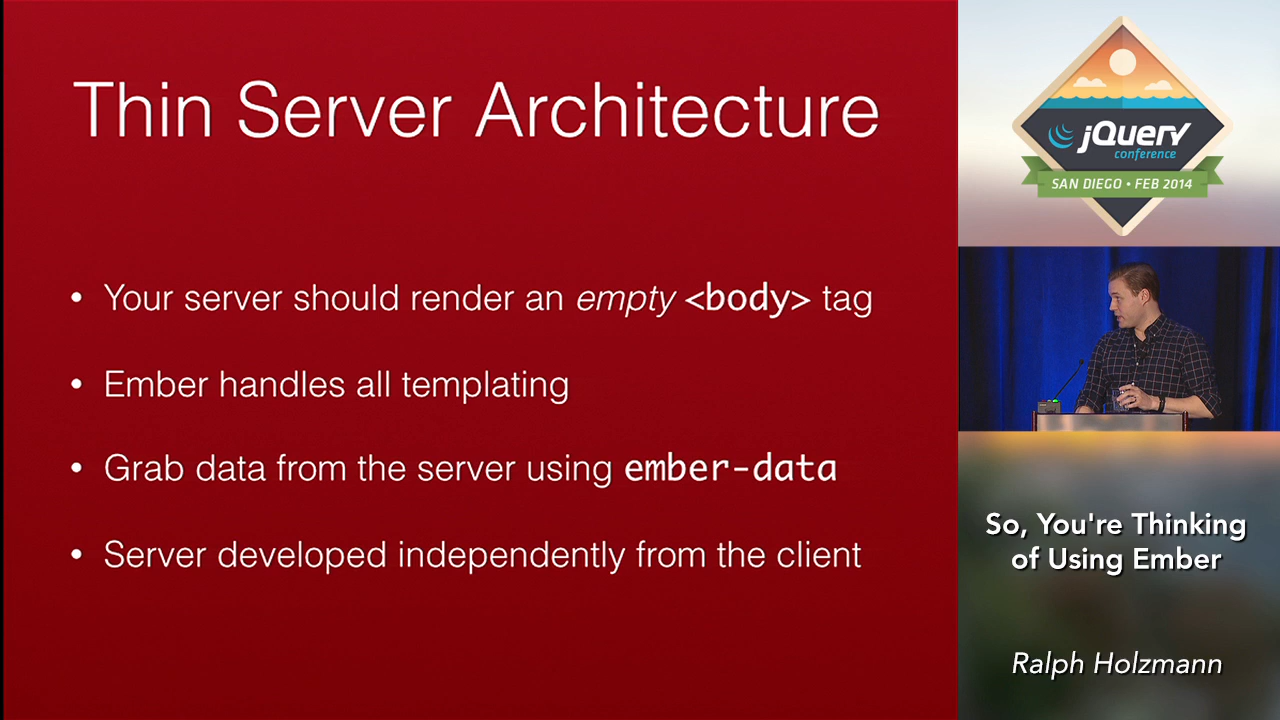 Thin Server Architecture
• Your server should render an empty <body> tag
• Ember handles all templating
• Grab data from the server using ember-data
• Server developed independently from the client
jQuery
conference
SAN DIEGO • FEB 2014
So, You're Thinking
of Using Ember
Ralph Holzmann